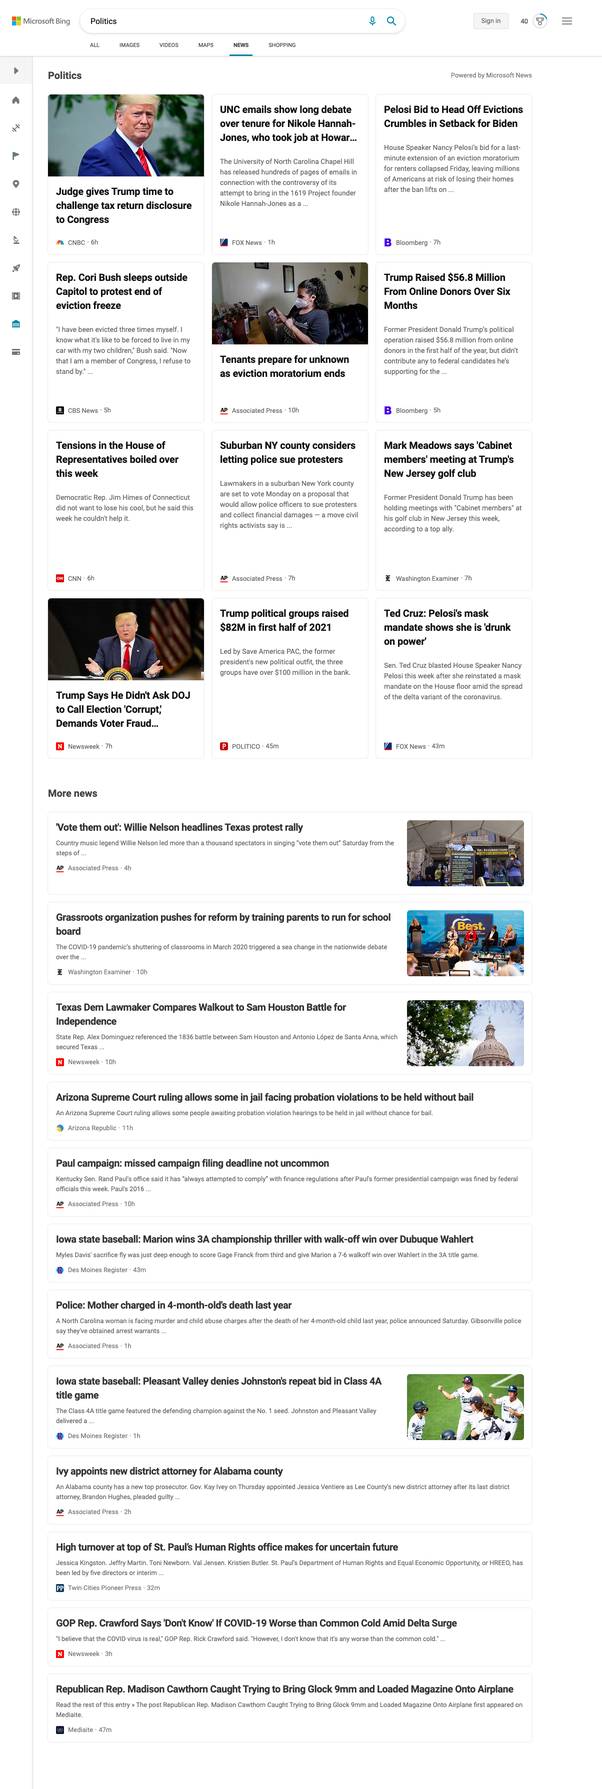 Microsoft Bing
Politics
Sign in
40
ALL
IMAGES
VIDEOS
MAPS
NEWS
SHOPPING
Politics
Powered by Microsoft News
Judge gives Trump time to
challenge tax return disclosure
to Congress
CNBC · 6h
UNC emails show long debate
over tenure for Nikole Hannah-
Jones, who took job at Howar...
The University of North Carolina Chapel Hill
has released hundreds of pages of emails in
connection with the controversy of its
attempt to bring in the 1619 Project founder
Nikole Hannah-Jones as a ...
FOX News · 1h
Pelosi Bid to Head Off Evictions
Crumbles in Setback for Biden
House Speaker Nancy Pelosi's bid for a last-
minute extension of an eviction moratorium
for renters collapsed Friday, leaving millions
of Americans at risk of losing their homes
after the ban lifts on ...
Bloomberg · 7h
Rep. Cori Bush sleeps outside
Capitol to protest end of
eviction freeze
"I have been evicted three times myself. I
know what it's like to be forced to live in my
car with my two children," Bush said. "Now
that I am a member of Congress, I refuse to
stand by." ...
CBS News · 5h
Tenants prepare for unknown
as eviction moratorium ends
AP
Associated Press · 10h
Trump Raised $56.8 Million
From Online Donors Over Six
Months
Former President Donald Trump's political
operation raised $56.8 million from online
donors in the first half of the year, but didn't
contribute any to federal candidates he's
supporting for the ...
Bloomberg · 5h
Tensions in the House of
Representatives boiled over
this week
Democratic Rep. Jim Himes of Connecticut
did not want to lose his cool, but he said this
week he couldn't help it.
CNN · 6h
Suburban NY county considers
letting police sue protesters
Lawmakers in a suburban New York county
are set to vote Monday on a proposal that
would allow police officers to sue protesters
and collect financial damages — a move civil
rights activists say is ...
AP
Associated Press · 7h
Mark Meadows says 'Cabinet
members' meeting at Trump's
New Jersey golf club
Former President Donald Trump has been
holding meetings with "Cabinet members" at
his golf club in New Jersey this week,
according to a top ally.
Washington Examiner · 7h
Trump Says He Didn't Ask DOJ
to Call Election 'Corrupt,'
Demands Voter Fraud...
N
Newsweek · 7h
Trump political groups raised
$82M in first half of 2021
Led by Save America PAC, the former
president's new political outfit, the three
groups have over $100 million in the bank.
P
POLITICO · 45m
Ted Cruz: Pelosi's mask
mandate shows she is 'drunk
on power'
Sen. Ted Cruz blasted House Speaker Nancy
Pelosi this week after she reinstated a mask
mandate on the House floor amid the spread
of the delta variant of the coronavirus.
FOX News · 43m
More news
'Vote them out': Willie Nelson headlines Texas protest rally
Country music legend Willie Nelson led more than a thousand spectators in singing "vote them out" Saturday from the
steps of ...
AP
Associated Press · 4h
Grassroots organization pushes for reform by training parents to run for school
board
The COVID-19 pandemic's shuttering of classrooms in March 2020 triggered a sea change in the nationwide debate
over the ...
Washington Examiner · 10h
Best.
Texas Dem Lawmaker Compares Walkout to Sam Houston Battle for
Independence
State Rep. Alex Dominguez referenced the 1836 battle between Sam Houston and Antonio López de Santa Anna, which
secured Texas ...
N
Newsweek · 10h
Arizona Supreme Court ruling allows some in jail facing probation violations to be held without bail
An Arizona Supreme Court ruling allows some people awaiting probation violation hearings to be held in jail without chance for bail.
Arizona Republic · 11h
Paul campaign: missed campaign filing deadline not uncommon
Kentucky Sen. Rand Paul's office said it has "always attempted to comply" with finance regulations after Paul's former presidential campaign was fined by federal
officials this week. Paul's 2016 ...
AP
Associated Press · 10h
Iowa state baseball: Marion wins 3A championship thriller with walk-off win over Dubuque Wahlert
Myles Davis' sacrifice fly was just deep enough to score Gage Franck from third and give Marion a 7-6 walkoff win over Wahlert in the 3A title game.
Des Moines Register · 43m
Police: Mother charged in 4-month-old's death last year
A North Carolina woman is facing murder and child abuse charges after the death of her 4-month-old child last year, police announced Saturday. Gibsonville police
say they've obtained arrest warrants ...
AP
Associated Press · 1h
Iowa state baseball: Pleasant Valley denies Johnston's repeat bid in Class 4A
title game
The Class 4A title game featured the defending champion against the No. 1 seed. Johnston and Pleasant Valley
delivered a ...
Des Moines Register · 1h
Ivy appoints new district attorney for Alabama county
An Alabama county has a new top prosecutor. Gov. Kay Ivey on Thursday appointed Jessica Ventiere as Lee County's new district attorney after its last district
attorney, Brandon Hughes, pleaded guilty ...
AP
Associated Press · 2h
High turnover at top of St. Paul's Human Rights office makes for uncertain future
Jessica Kingston. Jeffry Martin. Toni Newborn. Val Jensen. Kristien Butler. St. Paul's Department of Human Rights and Equal Economic Opportunity, or HREEO, has
been led by five directors or interim ...
PP
Twin Cities Pioneer Press · 32m
GOP Rep. Crawford Says 'Don't Know' If COVID-19 Worse than Common Cold Amid Delta Surge
"I believe that the COVID virus is real," GOP Rep. Rick Crawford said. "However, I don't know that it's any worse than the common cold." ...
N
Newsweek · 3h
Republican Rep. Madison Cawthorn Caught Trying to Bring Glock 9mm and Loaded Magazine Onto Airplane
Read the rest of this entry » The post Republican Rep. Madison Cawthorn Caught Trying to Bring Glock 9mm and Loaded Magazine Onto Airplane first appeared on
Mediaite.
Mediaite · 47m